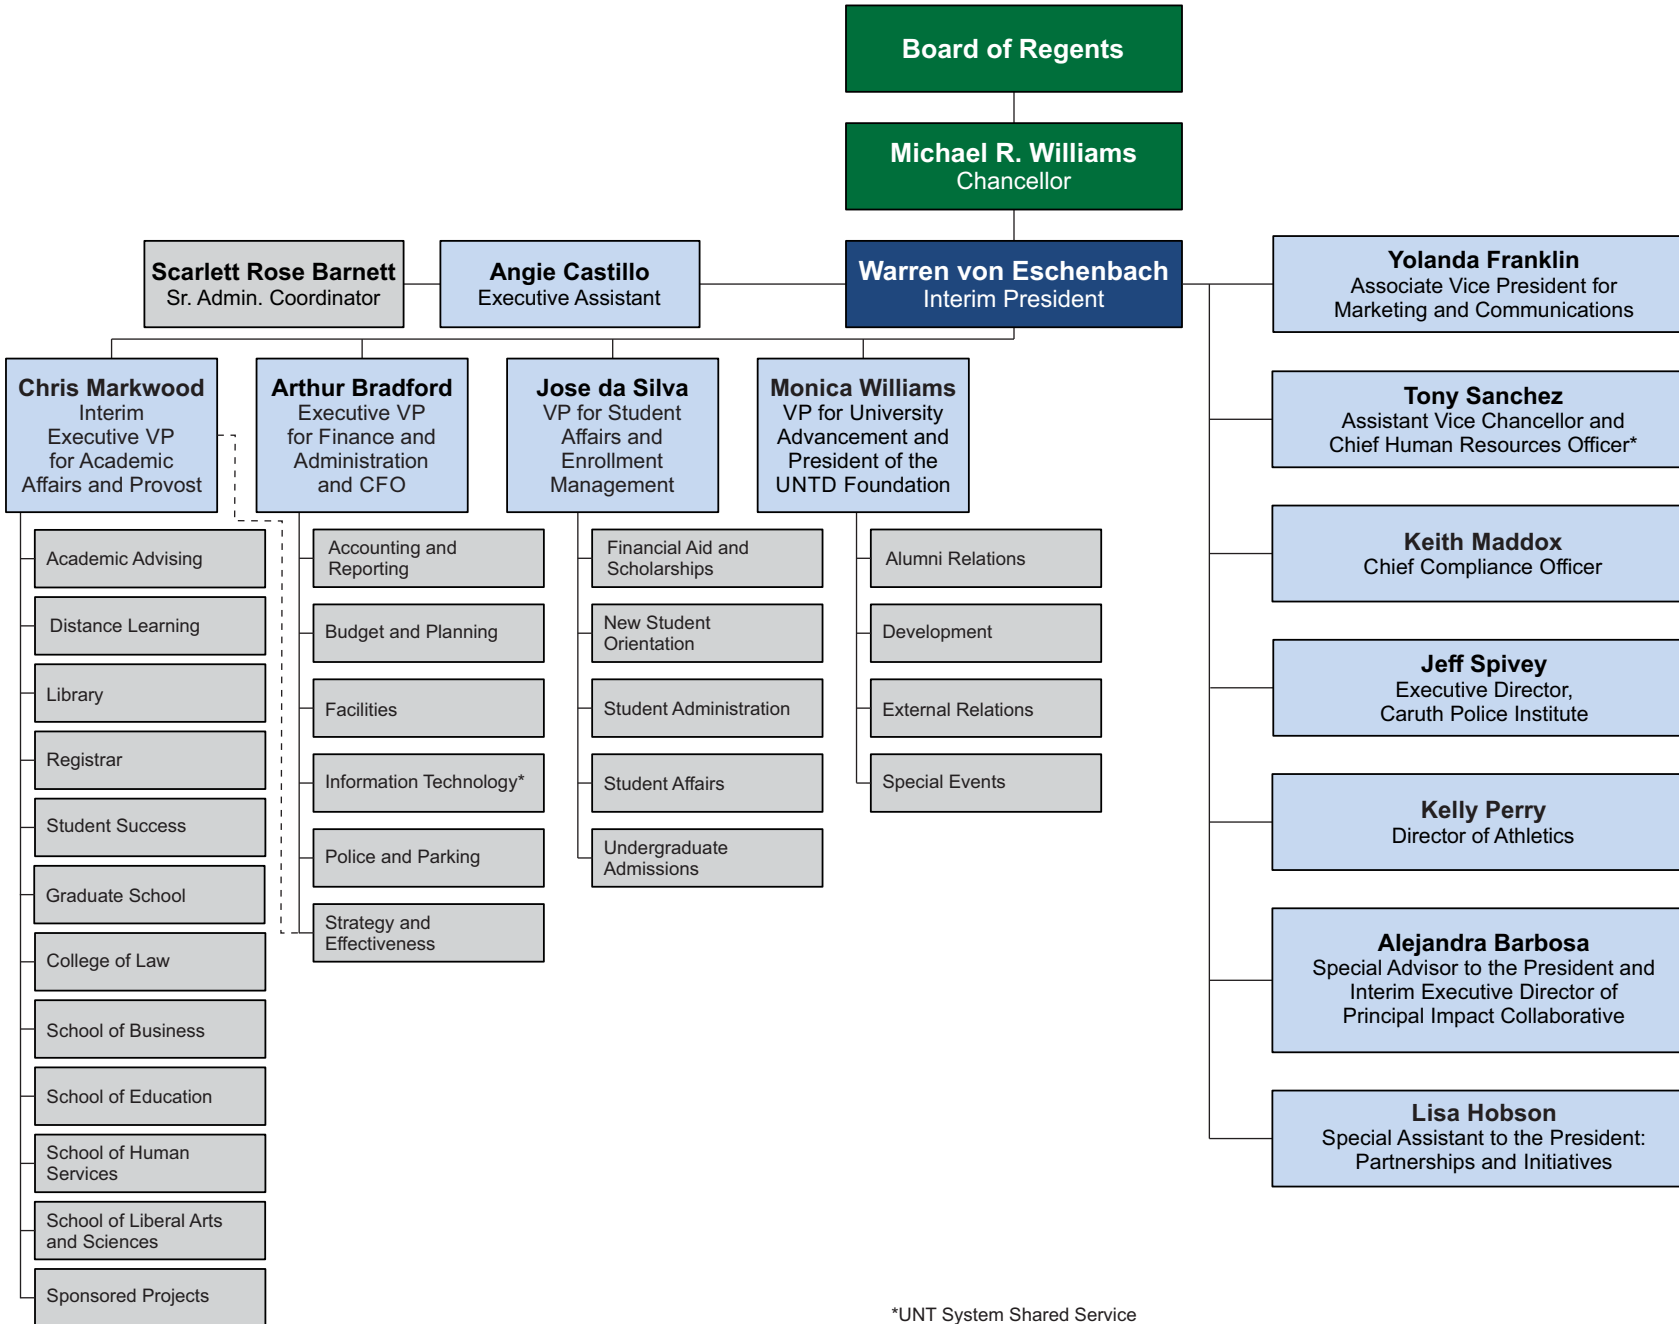 Board of Regents
Michael R. Williams
Chancellor
Scarlett Rose Barnett
Sr. Admin. Coordinator
Angie Castillo
Executive Assistant
Warren von Eschenbach
Interim President
Yolanda Franklin
Associate Vice President for
Marketing and Communications
Tony Sanchez
Assistant Vice Chancellor and
Chief Human Resources Officer*
Keith Maddox
Chief Compliance Officer
Jeff Spivey
Executive Director,
Caruth Police Institute
Kelly Perry
Director of Athletics
Alejandra Barbosa
Special Advisor to the President and
Interim Executive Director of
Principal Impact Collaborative
Lisa Hobson
Special Assistant to the President:
Partnerships and Initiatives
Chris Markwood
Interim
Executive VP
for Academic
Affairs and Provost
Academic Advising
Distance Learning
Library
Registrar
Student Success
Graduate School
College of Law
School of Business
School of Education
School of Human
Services
School of Liberal Arts
and Sciences
Sponsored Projects
Arthur Bradford
Executive VP
for Finance and
Administration
and CFO
Accounting and
Reporting
Budget and Planning
Facilities
Information Technology*
Police and Parking
Strategy and
Effectiveness
Jose da Silva
VP for Student
Affairs and
Enrollment
Management
Financial Aid and
Scholarships
New Student
Orientation
Student Administration
Student Affairs
Undergraduate
Admissions
Monica Williams
VP for University
Advancement and
President of the
UNTD Foundation
Alumni Relations
Development
External Relations
Special Events
*UNT System Shared Service